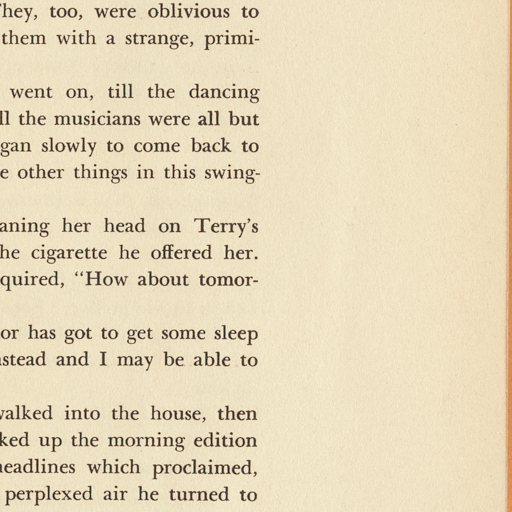 They, too, were oblivious to
them with a strange, primi-
went on, till the dancing
ll the musicians were all but
gan slowly to come back to
e other things in this swing-
aning her head on Terry's
he cigarette he offered her.
quired, “How about tomor-
or has got to get some sleep
nstead and I may be able to
walked into the house, then
ked up the morning edition
headlines which proclaimed,
perplexed air he turned to